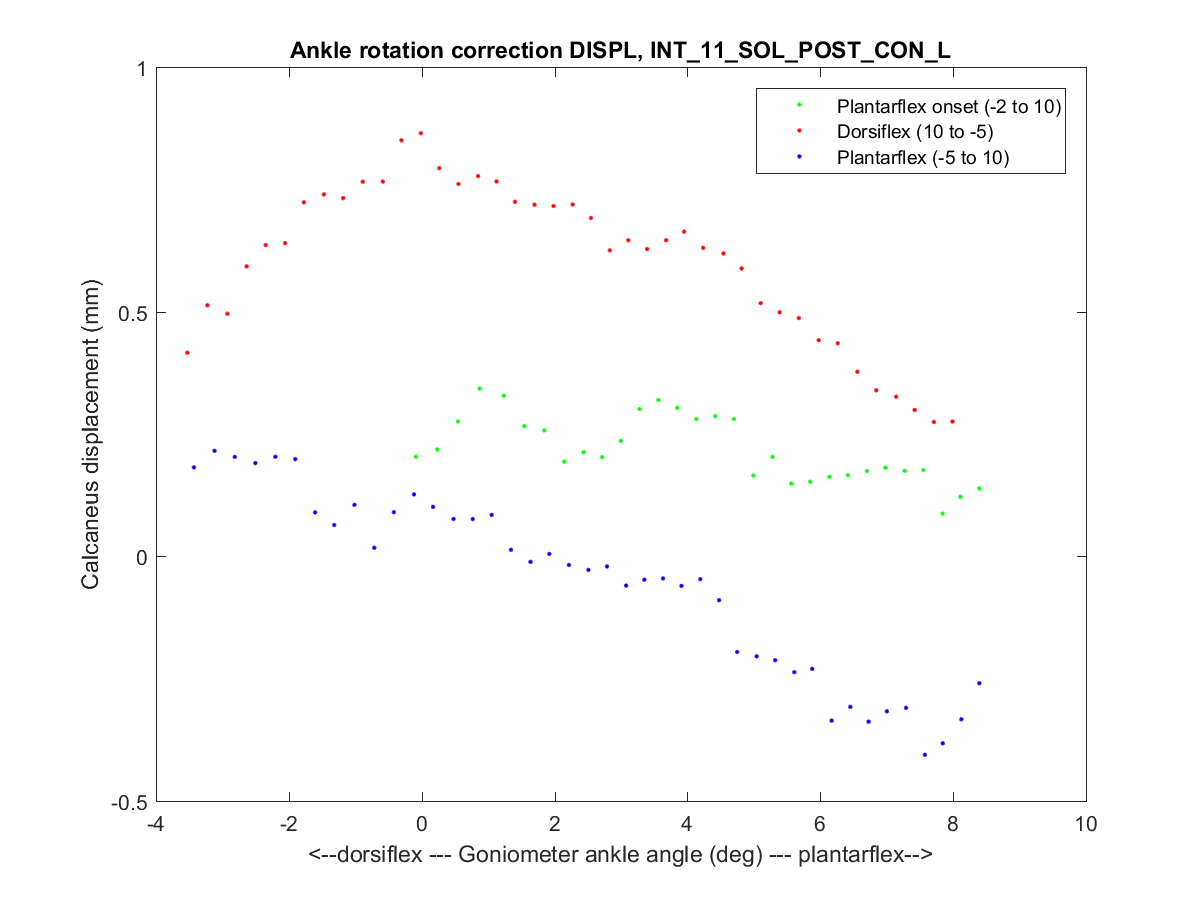 Ankle rotation correction DISPL, INT_11_SOL_POST_CON_L
Plantarflex onset (-2 to 10)
Dorsiflex (10 to -5)
Plantarflex (-5 to 10)
Calcaneus displacement (mm)
1
0.5
0
-0.5
-4
-2
0
2
4
6
8
10
<--dorsiflex --- Goniometer ankle angle (deg) --- plantarflex-->